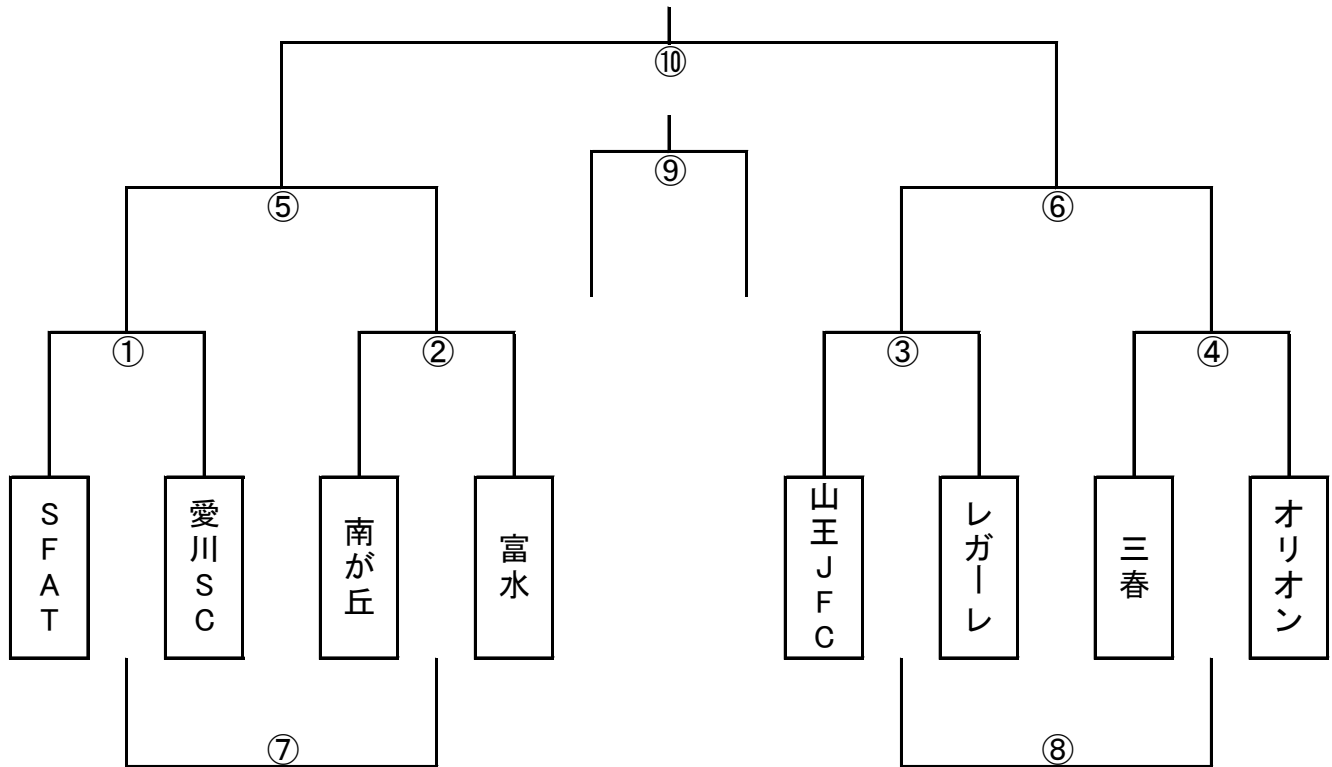 ⑩
⑨
⑤
⑥
①
②
③
④
SFAT
愛川SC
南が丘
富水
山王JFC
レガーレ
三春
オリオン
⑦
⑧